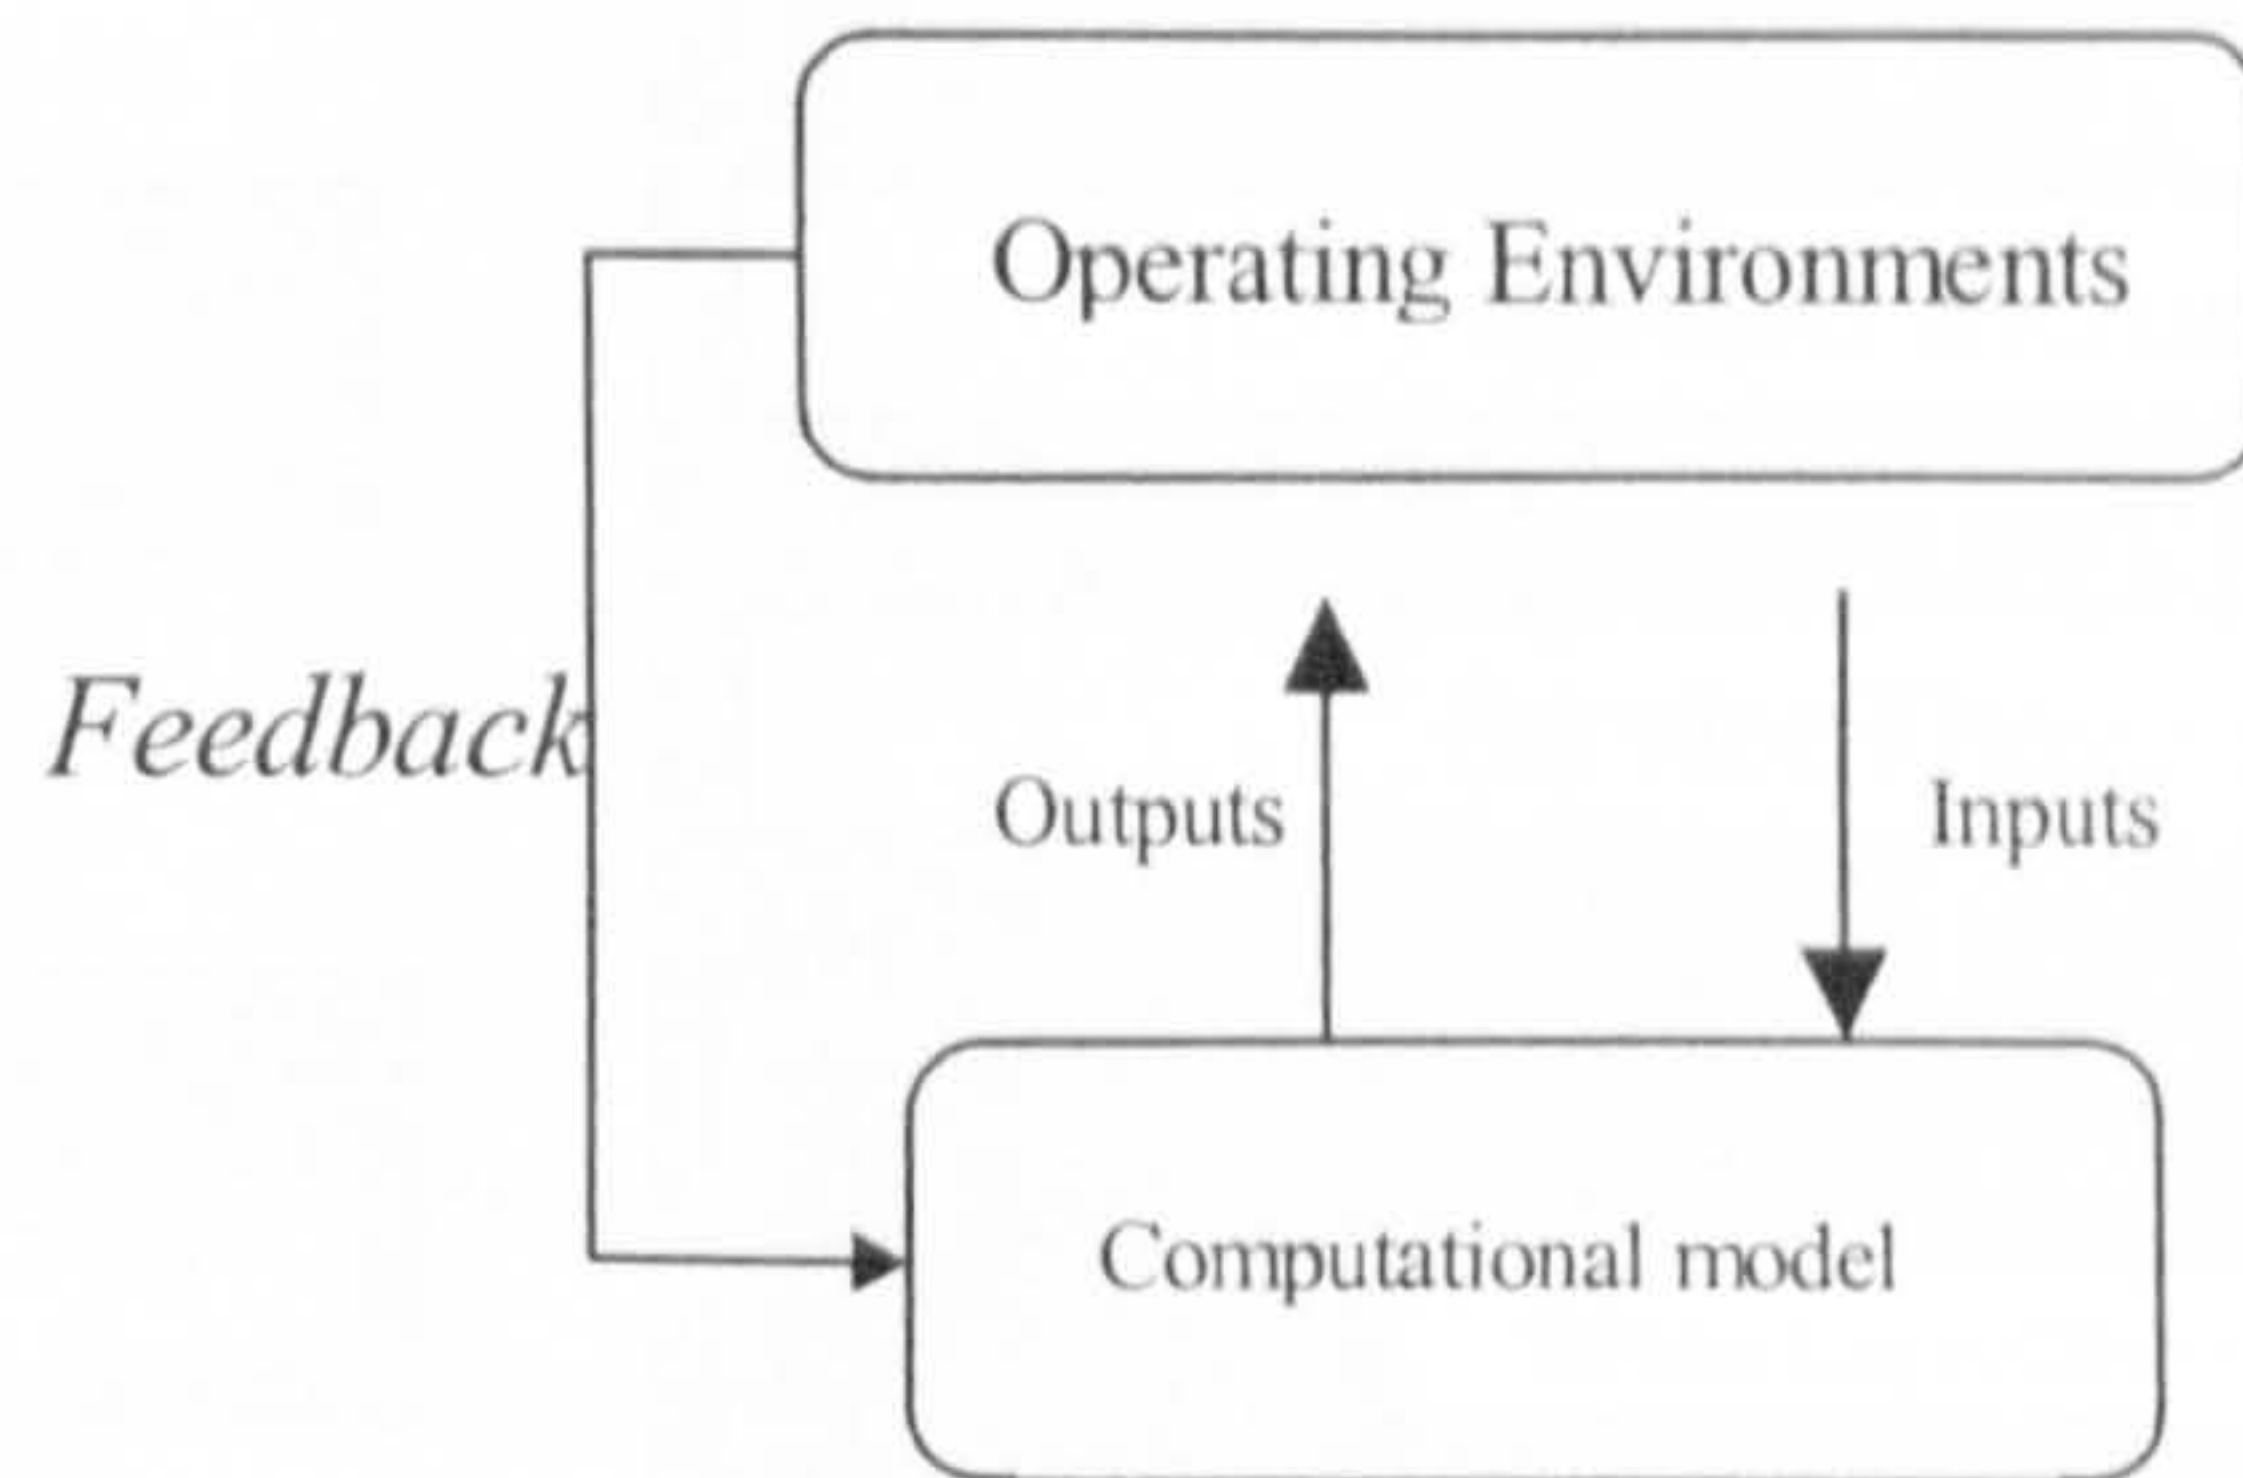 Operating Environments
Feedback
Outputs
Inputs
Computational model